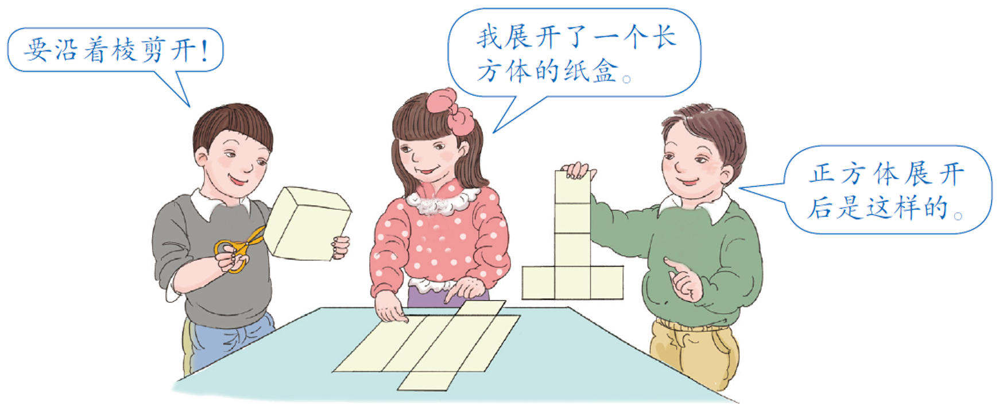 要沿着棱剪开!
我展开了一个长
方体的纸盒。
正方体展开
后是这样的。